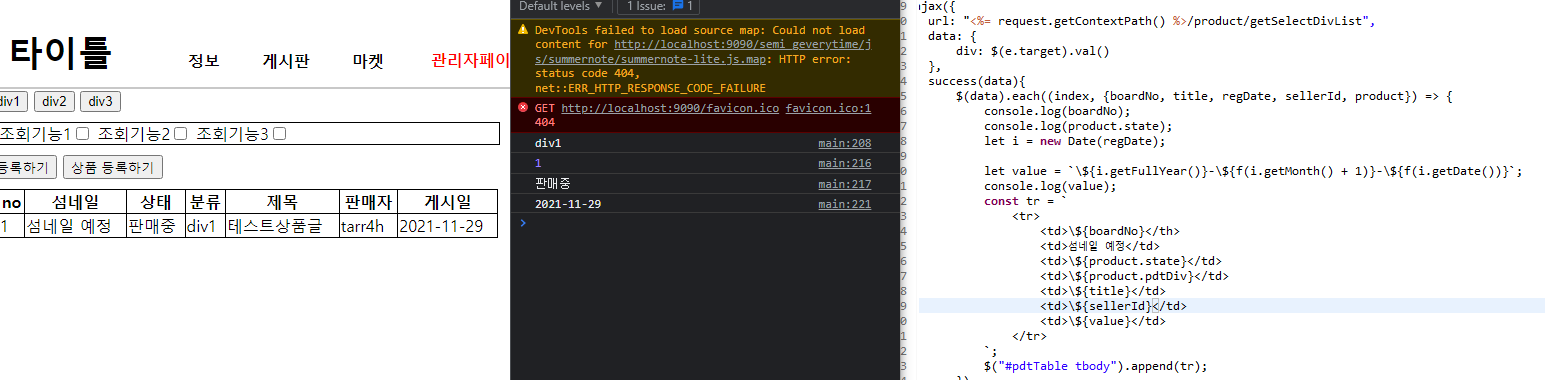 타이틀
정보 게시판 마켓 관리자페이
div1 div2 div3
조회기능1 조회기능2 조회기능3
등록하기 상품 등록하기
no 섬네일 상태 분류 제목 판매자 게시일
1 섬네일 예정 판매중 div1 테스트상품글 tarr4h 2021-11-29
Default levels ▼ 1 Issue: 1
DevTools failed to load source map: Could not load
content for http://localhost:9090/semi_geverytime/j
s/summernote/summernote-lite.js.map: HTTP error:
status code 404,
net::ERR_HTTP_RESPONSE_CODE_FAILURE
GET http://localhost:9090/favicon.ico favicon.ico:1
404
div1 main:208
1 main:216
판매중 main:217
2021-11-29 main:221
ajax({
url: "<%= request.getContextPath() %>/product/getSelectDivList",
data: {
div: $(e.target).val()
},
success(data){
$(data).each((index, {boardNo, title, regDate, sellerId, product}) => {
console.log(boardNo);
console.log(product.state);
let i = new Date(regDate);
let value = `\${i.getFullYear()}-\${f(i.getMonth() + 1)}-\${f(i.getDate())}`;
console.log(value);
const tr = `
<tr>
<td>\${boardNo}</th>
<td>섬네일 예정</td>
<td>\${product.state}</td>
<td>\${product.pdtDiv}</td>
<td>\${title}</td>
<td>\${sellerId}</td>
<td>\${value}</td>
</tr>
`;
$("#pdtTable tbody").append(tr);